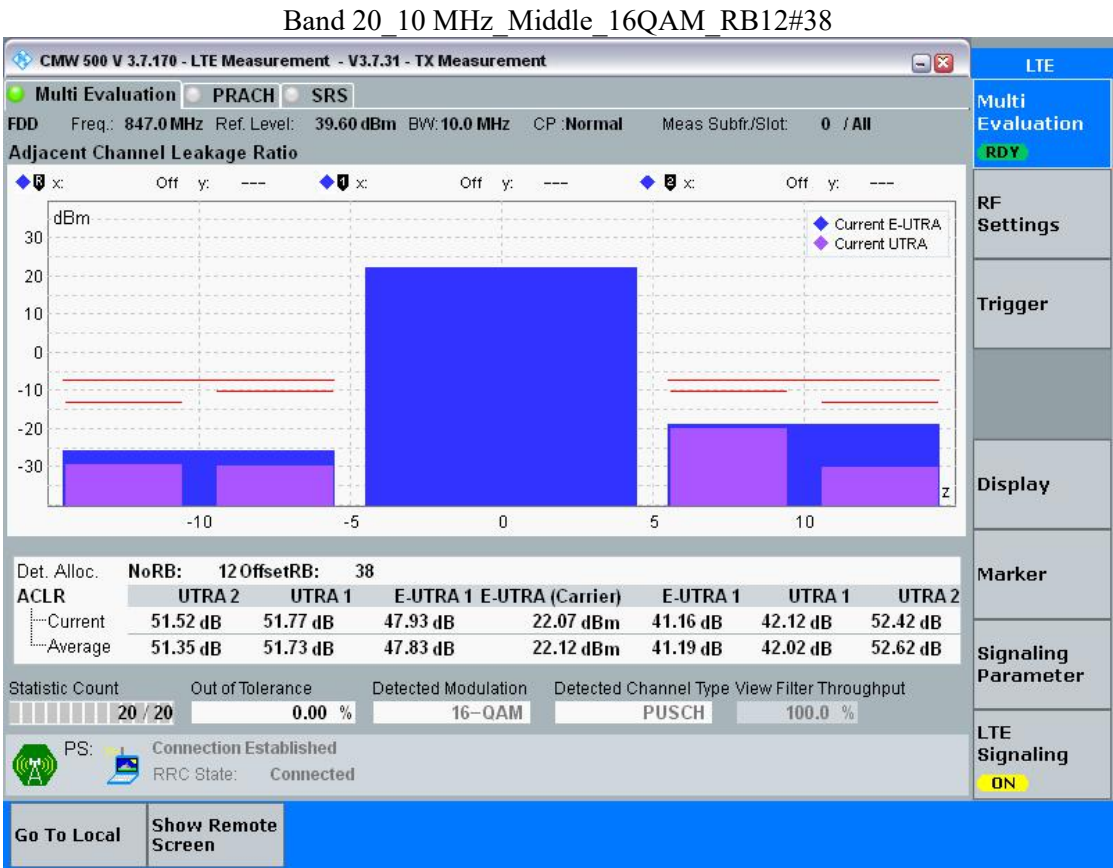 Band 20_10 MHz_Middle_16QAM_RB12#38
CMW 500 V 3.7.170 - LTE Measurement - V3.7.31 - TX Measurement
LTE
Multi Evaluation PRACH SRS
FDD Freq.: 847.0 MHz Ref. Level: 39.60 dBm BW: 10.0 MHz CP :Normal Meas Subfr./Slot: 0 / All
Adjacent Channel Leakage Ratio
R x: Off y: --- 1 x: Off y: --- 2 x: Off y: ---
dBm
Current E-UTRA
Current UTRA
30
20
10
0
-10
-20
-30
z
-10 -5 0 5 10
Det. Alloc. NoRB: 12 OffsetRB: 38
ACLR UTRA 2 UTRA 1 E-UTRA 1 E-UTRA (Carrier) E-UTRA 1 UTRA 1 UTRA 2
Current 51.52 dB 51.77 dB 47.93 dB 22.07 dBm 41.16 dB 42.12 dB 52.42 dB
Average 51.35 dB 51.73 dB 47.83 dB 22.12 dBm 41.19 dB 42.02 dB 52.62 dB
Statistic Count Out of Tolerance Detected Modulation Detected Channel Type View Filter Throughput
20 / 20 0.00 % 16-QAM PUSCH 100.0 %
PS: Connection Established
RRC State: Connected
Multi
Evaluation
RDY
RF
Settings
Trigger
Display
Marker
Signaling
Parameter
LTE
Signaling
ON
Go To Local
Show Remote
Screen